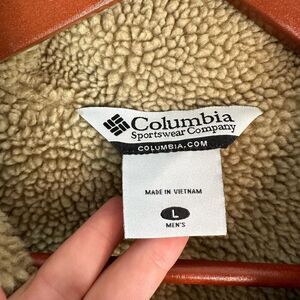 Columbia
Sportswear Company
COLUMBIA.COM
MADE IN VIETNAM
L
MEN'S